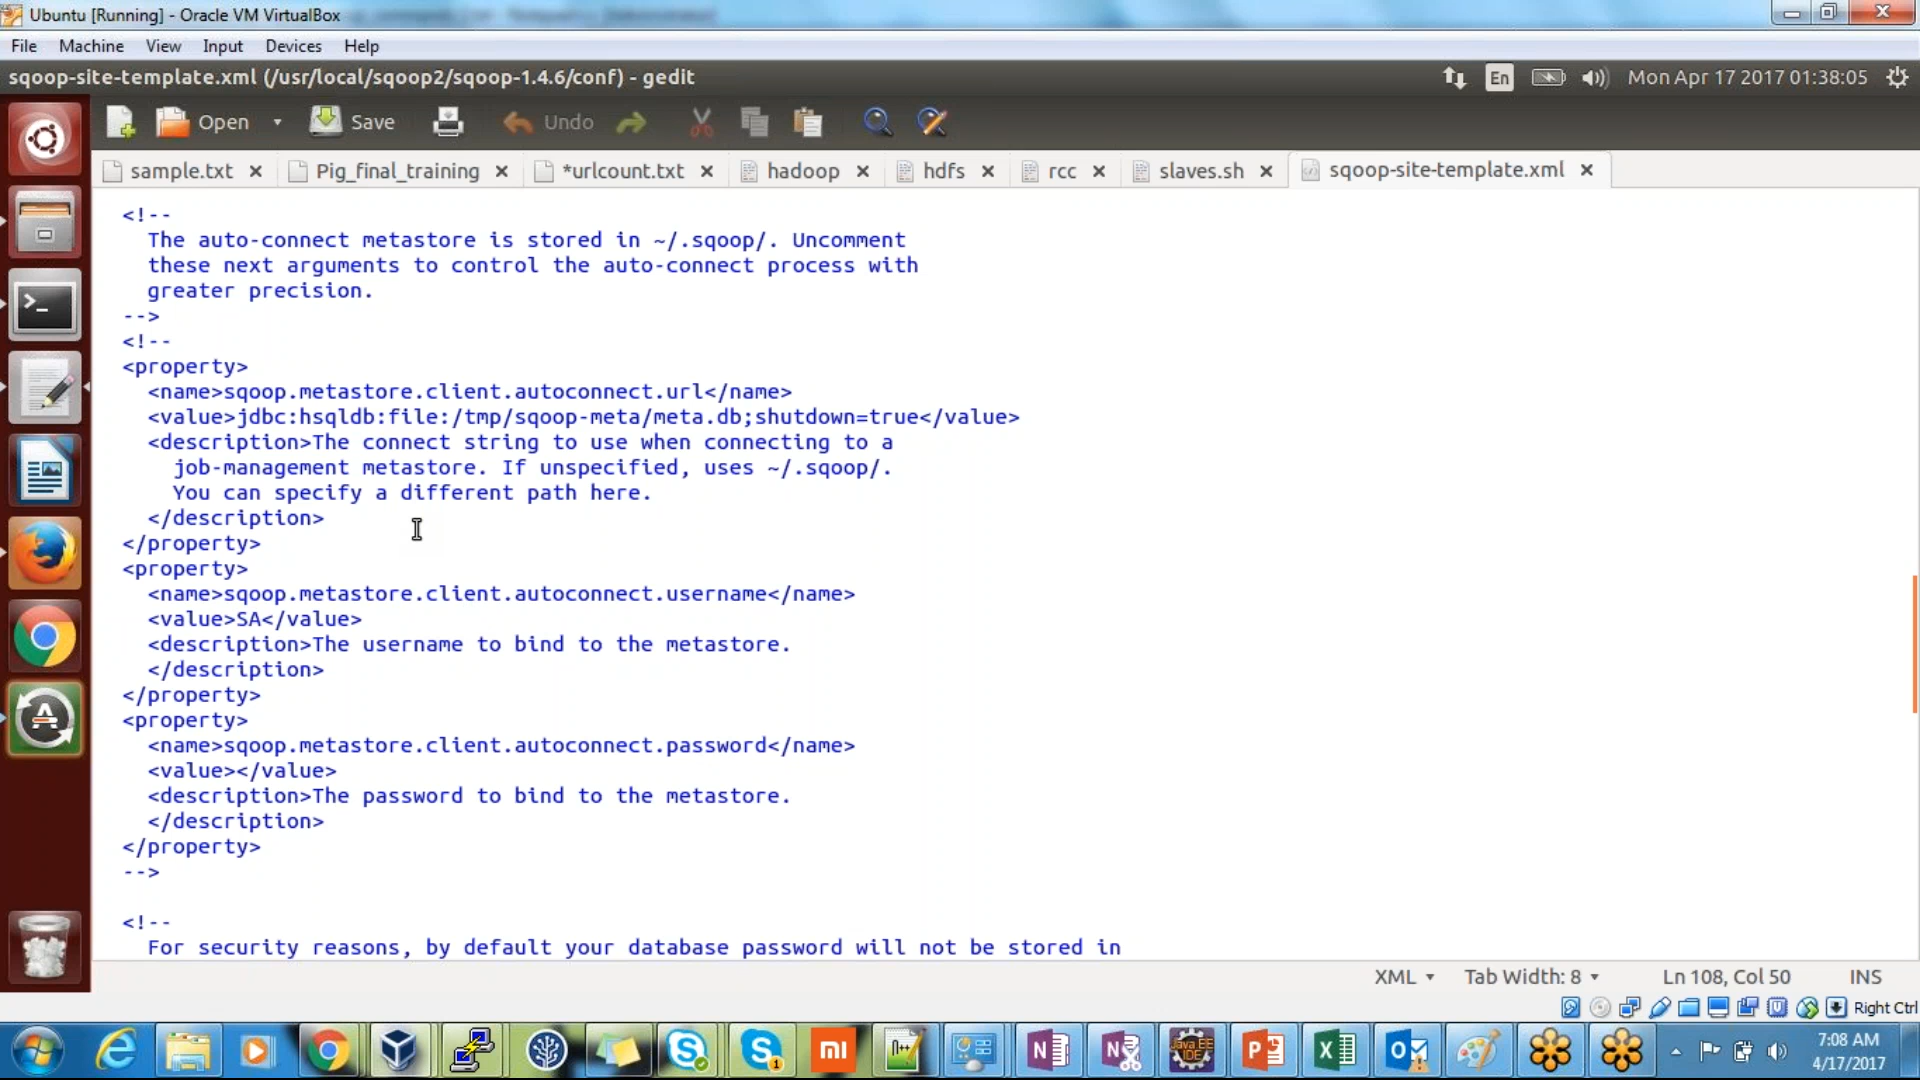 Ubuntu [Running] - Oracle VM VirtualBox
File Machine View Input Devices Help
sqoop-site-template.xml (/usr/local/sqoop2/sqoop-1.4.6/conf) - gedit
En Mon Apr 17 2017 01:38:05
Open Save Undo
sample.txt Pig_final_training *urlcount.txt hadoop hdfs rcc slaves.sh sqoop-site-template.xml
<!--
The auto-connect metastore is stored in ~/.sqoop/. Uncomment
these next arguments to control the auto-connect process with
greater precision.
-->
<!--
<property>
<name>sqoop.metastore.client.autoconnect.url</name>
<value>jdbc:hsqldb:file:/tmp/sqoop-meta/meta.db;shutdown=true</value>
<description>The connect string to use when connecting to a
job-management metastore. If unspecified, uses ~/.sqoop/.
You can specify a different path here.
</description>
</property>
<property>
<name>sqoop.metastore.client.autoconnect.username</name>
<value>SA</value>
<description>The username to bind to the metastore.
</description>
</property>
<property>
<name>sqoop.metastore.client.autoconnect.password</name>
<value></value>
<description>The password to bind to the metastore.
</description>
</property>
-->
<!--
For security reasons, by default your database password will not be stored in
XML Tab Width: 8 Ln 108, Col 50 INS
Right Ctrl
7:08 AM
4/17/2017